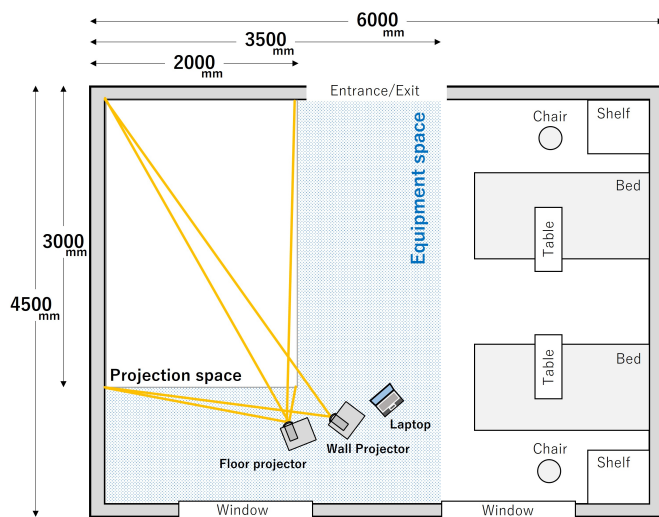 6000
mm
3500
mm
2000
mm
Entrance/Exit
Chair
Shelf
Equipment space
Bed
Table
3000
mm
4500
mm
Projection space
Table
Bed
Laptop
Wall Projector
Floor projector
Chair
Shelf
Window
Window